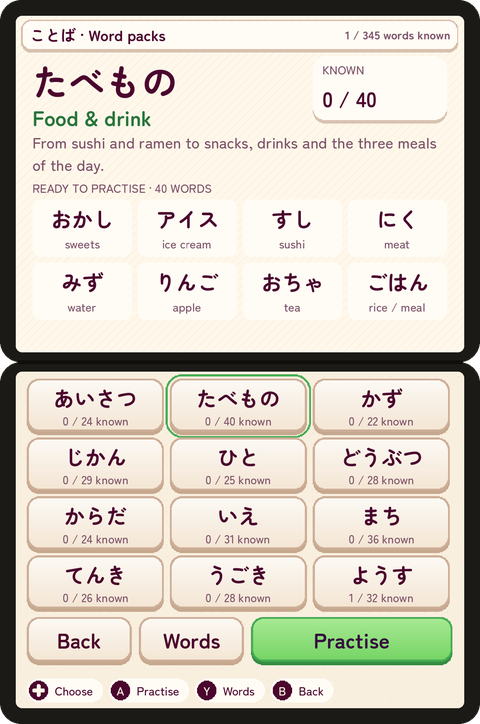 ことば · Word packs
1 / 345 words known
たべもの
KNOWN
0 / 40
Food & drink
From sushi and ramen to snacks, drinks and the three meals
of the day.
READY TO PRACTISE · 40 WORDS
おかし アイス すし にく
sweets ice cream sushi meat
みず りんご おちゃ ごはん
water apple tea rice / meal
あいさつ たべもの かず
0 / 24 known 0 / 40 known 0 / 22 known
じかん ひと どうぶつ
0 / 29 known 0 / 25 known 0 / 28 known
からだ いえ まち
0 / 24 known 0 / 31 known 0 / 36 known
てんき うごき ようす
0 / 26 known 0 / 28 known 1 / 32 known
Back Words Practise
Choose A Practise Y Words B Back